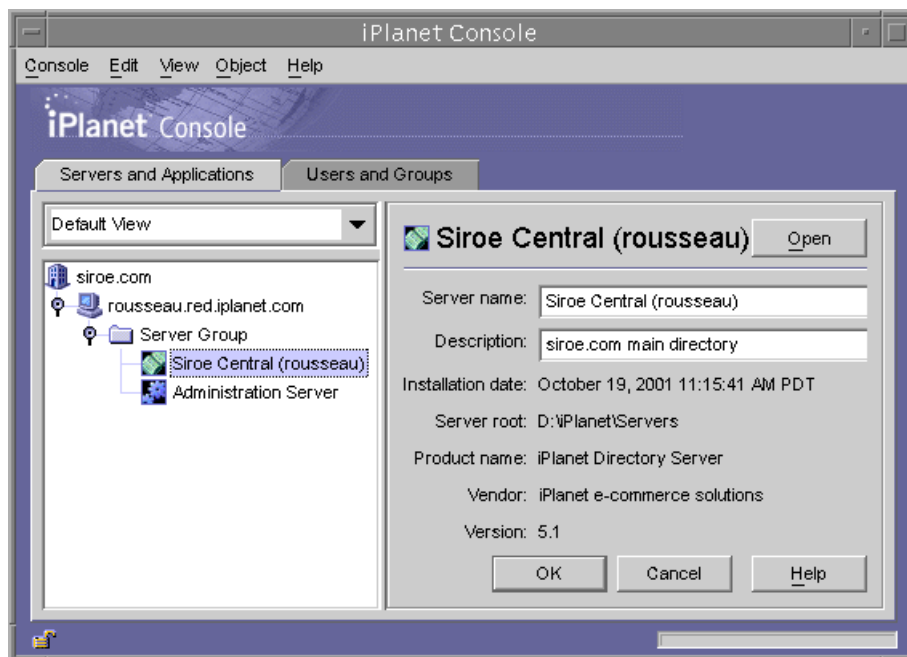 iPlanet Console
Console Edit View Object Help
iPlanet Console
Servers and Applications
Users and Groups
Default View
siroe.com
rousseau.red.iplanet.com
Server Group
Siroe Central (rousseau)
Administration Server
Siroe Central (rousseau)
Open
Server name: Siroe Central (rousseau)
Description: siroe.com main directory
Installation date: October 19, 2001 11:15:41 AM PDT
Server root: D:\iPlanet\Servers
Product name: iPlanet Directory Server
Vendor: iPlanet e-commerce solutions
Version: 5.1
OK Cancel Help